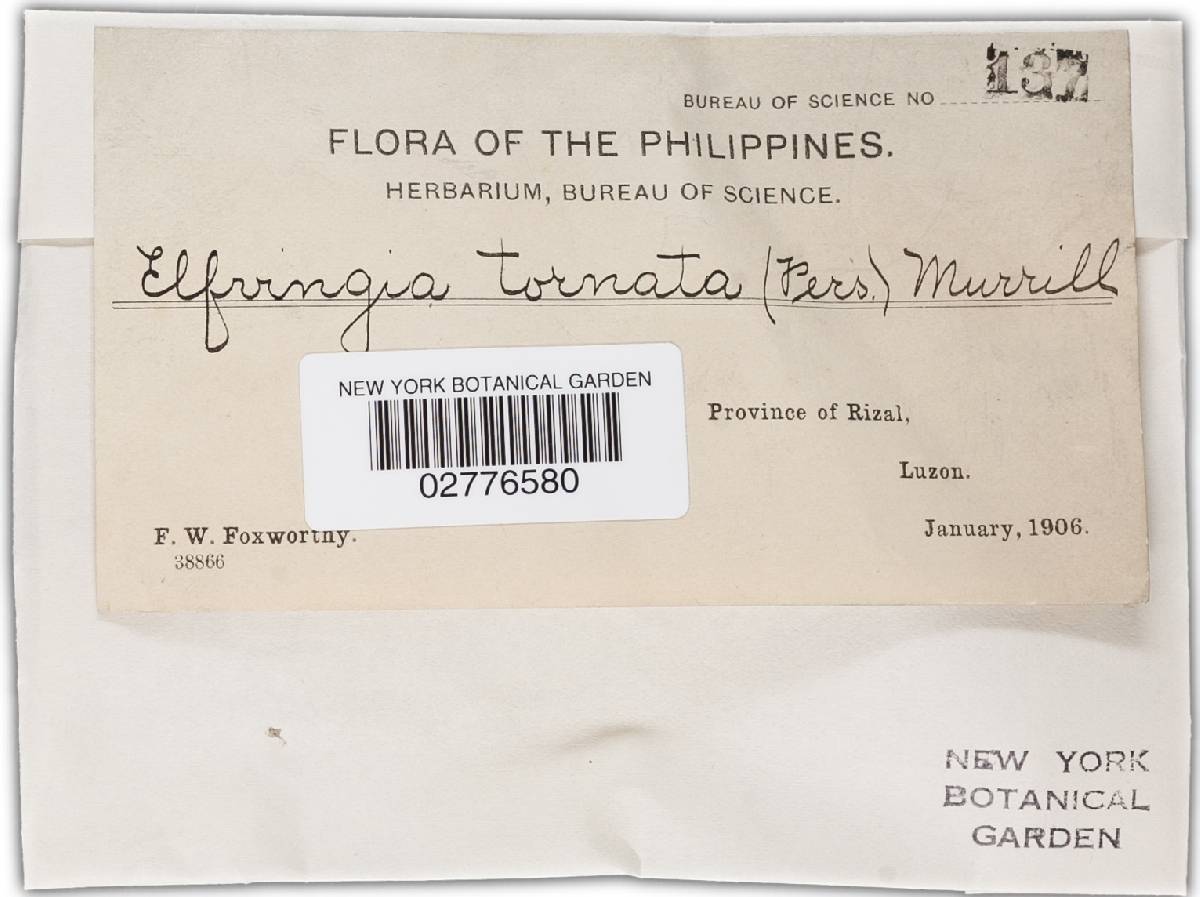 BUREAU OF SCIENCE NO 137
FLORA OF THE PHILIPPINES.
HERBARIUM, BUREAU OF SCIENCE.
Elfvingia tornata (Pers.) Murrill
NEW YORK BOTANICAL GARDEN
02776580
Province of Rizal,
Luzon.
F. W. Foxworthy.
January, 1906.
38866
NEW YORK
BOTANICAL
GARDEN